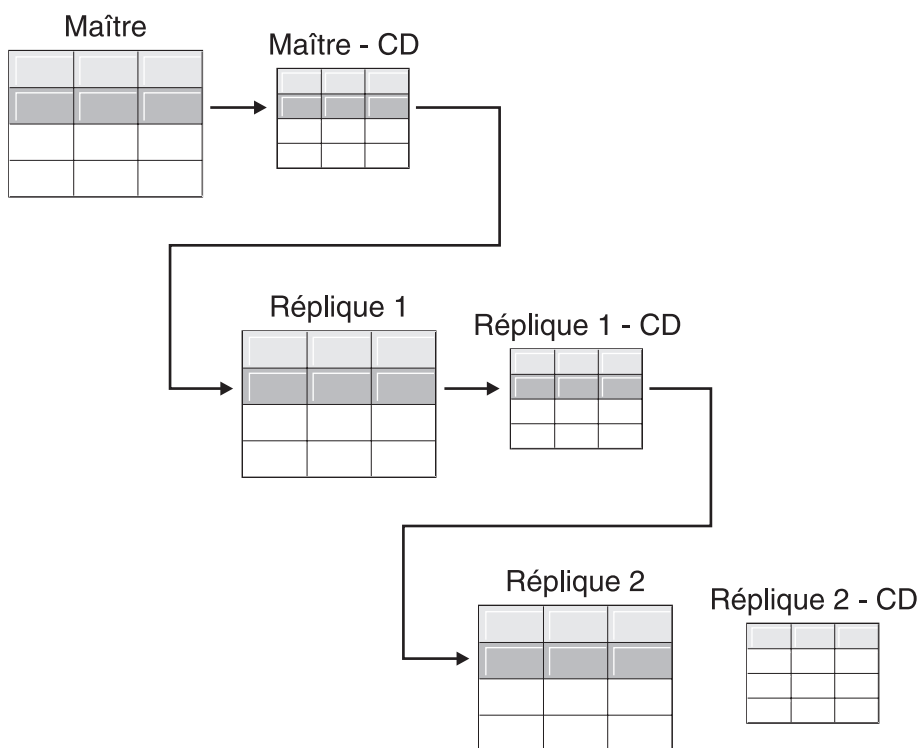 Maître
Maître - CD
Réplique 1
Réplique 1 - CD
Réplique 2
Réplique 2 - CD